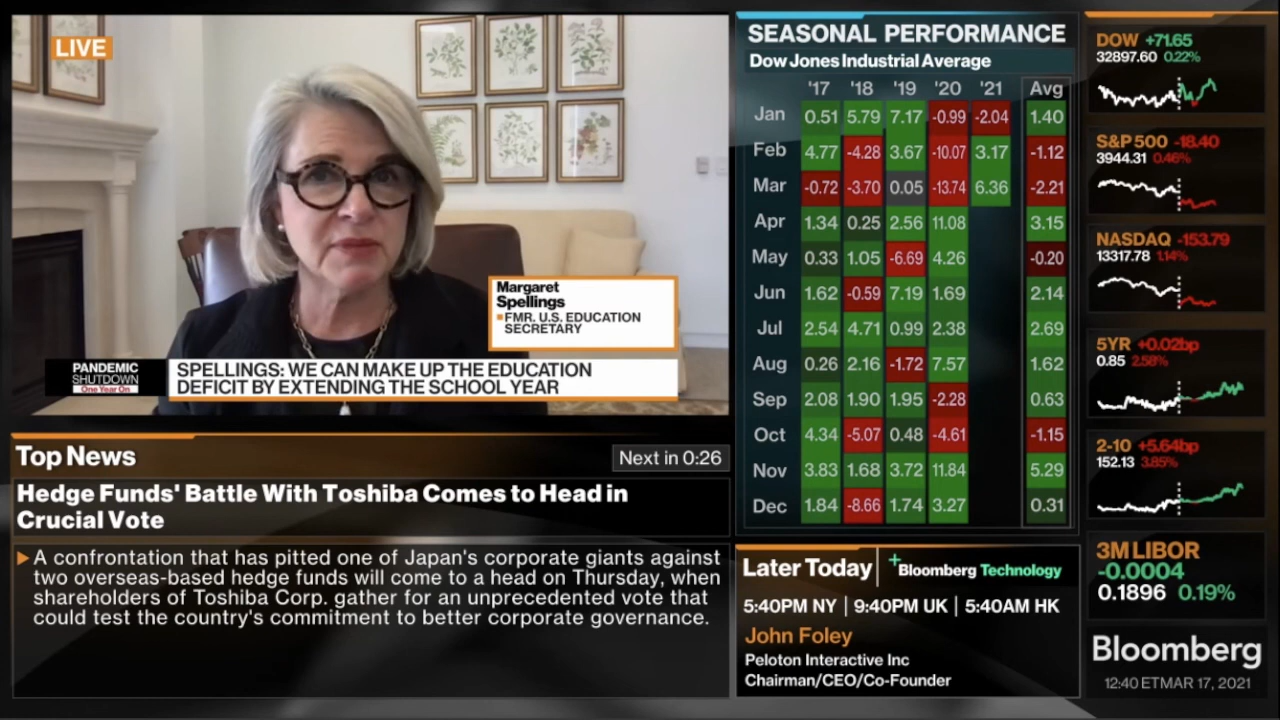 LIVE
Margaret
Spellings
FMR. U.S. EDUCATION
SECRETARY
PANDEMIC
SHUTDOWN
One Year On
SPELLINGS: WE CAN MAKE UP THE EDUCATION
DEFICIT BY EXTENDING THE SCHOOL YEAR
Top News
Next in 0:26
Hedge Funds' Battle With Toshiba Comes to Head in
Crucial Vote
A confrontation that has pitted one of Japan's corporate giants against
two overseas-based hedge funds will come to a head on Thursday, when
shareholders of Toshiba Corp. gather for an unprecedented vote that
could test the country's commitment to better corporate governance.
SEASONAL PERFORMANCE
Dow Jones Industrial Average
'17 '18 '19 '20 '21 Avg
Jan 0.51 5.79 7.17 -0.99 -2.04 1.40
Feb 4.77 -4.28 3.67 -10.07 3.17 -1.12
Mar -0.72 -3.70 0.05 -13.74 6.36 -2.21
Apr 1.34 0.25 2.56 11.08 3.15
May 0.33 1.05 -6.69 4.26 -0.20
Jun 1.62 -0.59 7.19 1.69 2.14
Jul 2.54 4.71 0.99 2.38 2.69
Aug 0.26 2.16 -1.72 7.57 1.62
Sep 2.08 1.90 1.95 -2.28 0.63
Oct 4.34 -5.07 0.48 -4.61 -1.15
Nov 3.83 1.68 3.72 11.84 5.29
Dec 1.84 -8.66 1.74 3.27 0.31
Later Today +Bloomberg Technology
5:40PM NY | 9:40PM UK | 5:40AM HK
John Foley
Peloton Interactive Inc
Chairman/CEO/Co-Founder
DOW +71.65
32897.60 0.22%
S&P 500 -18.40
3944.31 0.46%
NASDAQ -153.79
13317.78 1.14%
5YR +0.02bp
0.85 2.58%
2-10 +5.64bp
152.13 3.85%
3M LIBOR
-0.0004
0.1896 0.19%
Bloomberg
12:40 ET MAR 17, 2021